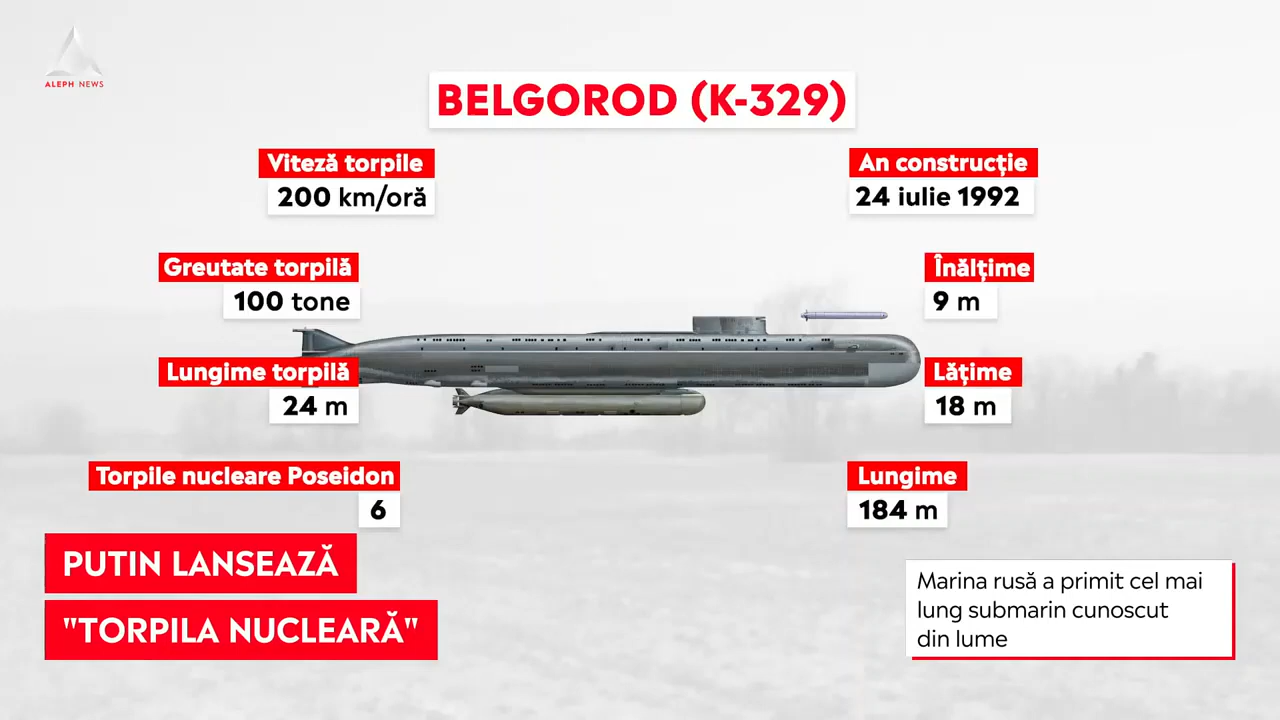 ALEPH NEWS
BELGOROD (K-329)
Viteză torpile
200 km/oră
An construcție
24 iulie 1992
Greutate torpilă
100 tone
Înălțime
9 m
Lungime torpilă
24 m
Lățime
18 m
Torpile nucleare Poseidon
6
Lungime
184 m
PUTIN LANSEAZĂ
"TORPILA NUCLEARĂ"
Marina rusă a primit cel mai
lung submarin cunoscut
din lume